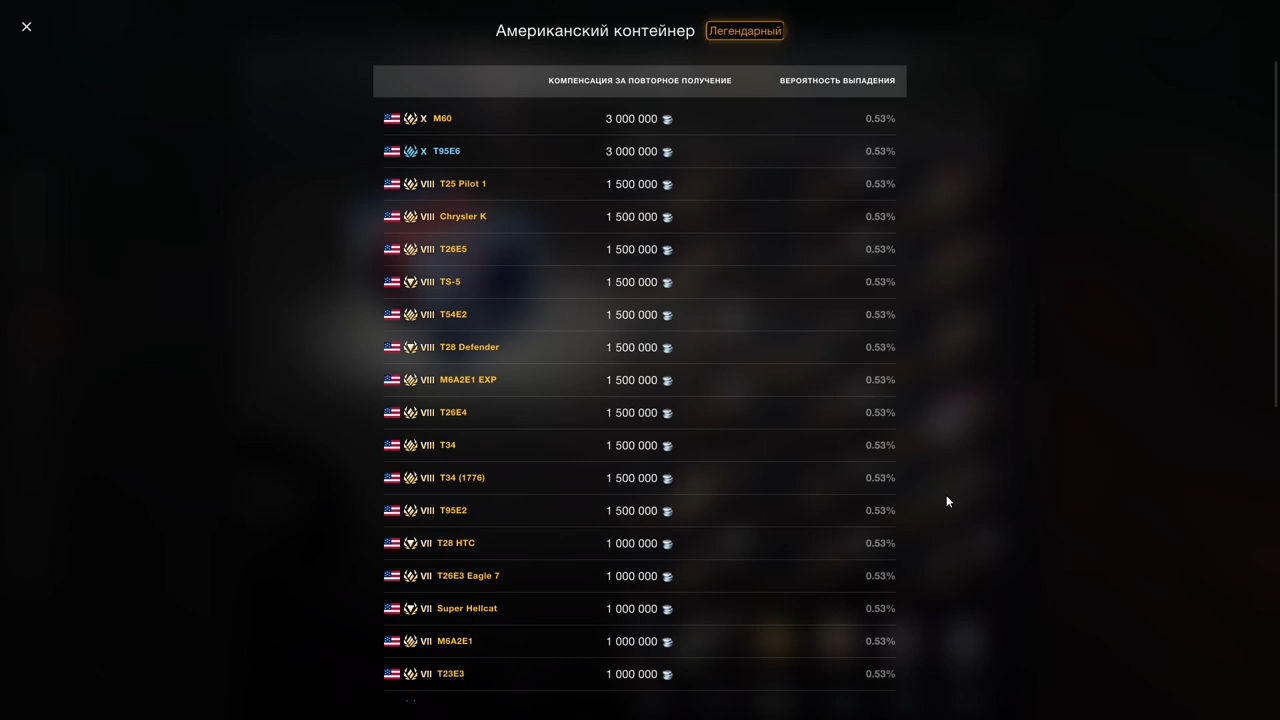 Американский контейнер Легендарный
КОМПЕНСАЦИЯ ЗА ПОВТОРНОЕ ПОЛУЧЕНИЕ ВЕРОЯТНОСТЬ ВЫПАДЕНИЯ
X M60 3 000 000 0.53%
X T95E6 3 000 000 0.53%
VIII T25 Pilot 1 1 500 000 0.53%
VIII Chrysler K 1 500 000 0.53%
VIII T26E5 1 500 000 0.53%
VIII TS-5 1 500 000 0.53%
VIII T54E2 1 500 000 0.53%
VIII T28 Defender 1 500 000 0.53%
VIII M6A2E1 EXP 1 500 000 0.53%
VIII T26E4 1 500 000 0.53%
VIII T34 1 500 000 0.53%
VIII T34 (1776) 1 500 000 0.53%
VIII T95E2 1 500 000 0.53%
VII T28 HTC 1 000 000 0.53%
VII T26E3 Eagle 7 1 000 000 0.53%
VII Super Hellcat 1 000 000 0.53%
VII M6A2E1 1 000 000 0.53%
VII T23E3 1 000 000 0.53%